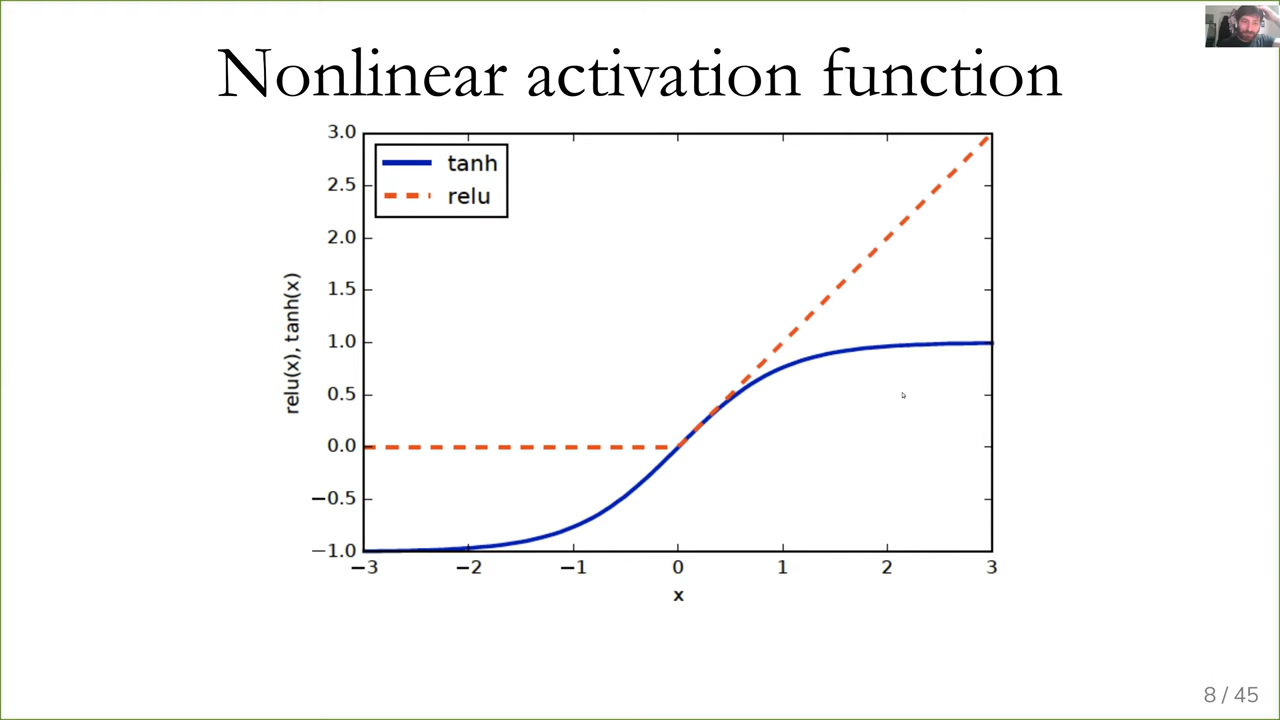 Nonlinear activation function
3.0
tanh
relu
2.5
2.0
1.5
1.0
0.5
0.0
−0.5
−1.0
relu(x), tanh(x)
−3 −2 −1 0 1 2 3
x
8 / 45